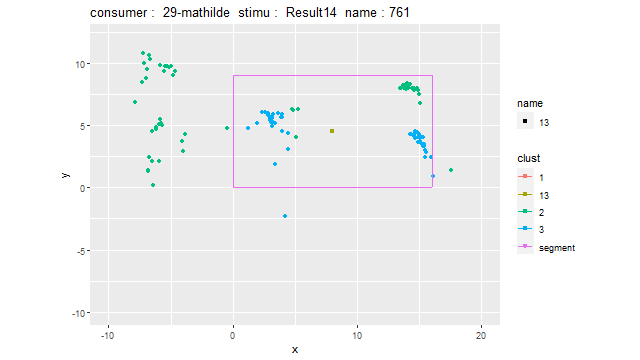 consumer :  29-mathilde  stimu :  Result14  name : 761
10
5
0
-5
-10
y
-10
0
10
20
x
name
13
clust
1
13
2
3
segment